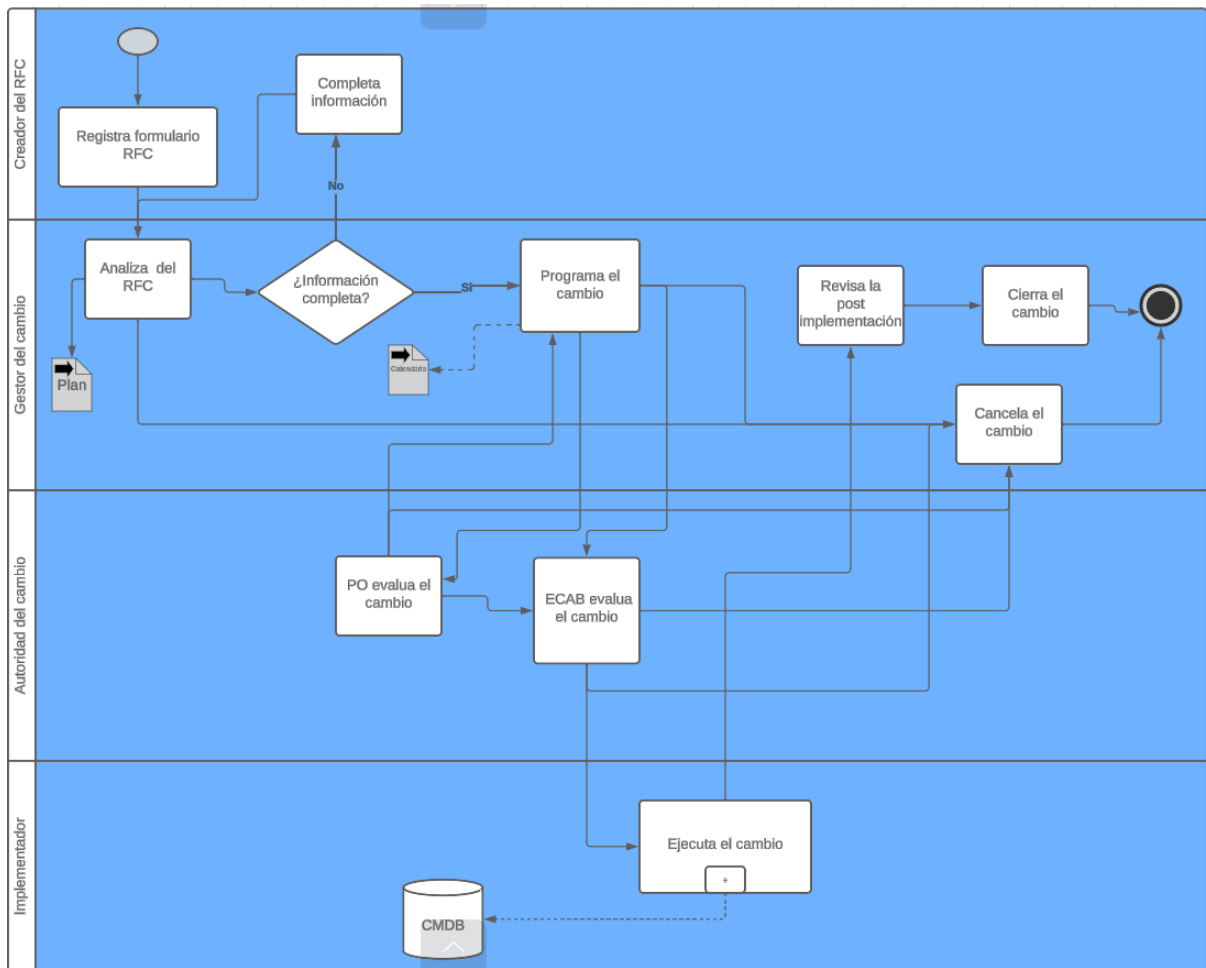 Creador del RFC
Registra formulario
RFC
Completa
información
No
Gestor del cambio
Analiza del
RFC
Plan
¿Información
completa?
Sí
Calendario
Programa el
cambio
Revisa la
post
implementación
Cierra el
cambio
Cancela el
cambio
Autoridad del cambio
PO evalua el
cambio
ECAB evalua
el cambio
Implementador
Ejecuta el cambio
+
CMDB